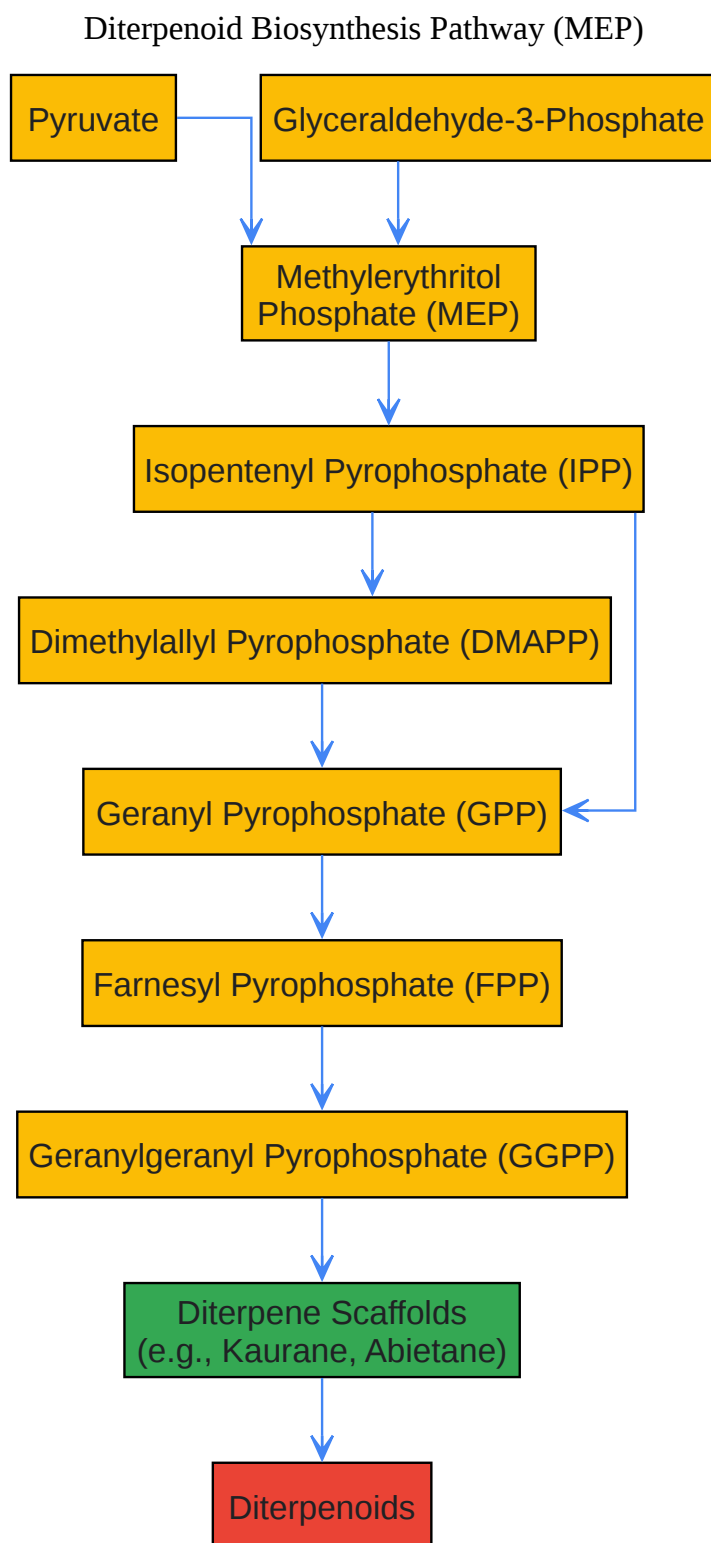 Diterpenoid Biosynthesis Pathway (MEP)
Pyruvate
Glyceraldehyde-3-Phosphate
Methylerythritol
Phosphate (MEP)
Isopentenyl Pyrophosphate (IPP)
Dimethylallyl Pyrophosphate (DMAPP)
Geranyl Pyrophosphate (GPP)
Farnesyl Pyrophosphate (FPP)
Geranylgeranyl Pyrophosphate (GGPP)
Diterpene Scaffolds
(e.g., Kaurane, Abietane)
Diterpenoids